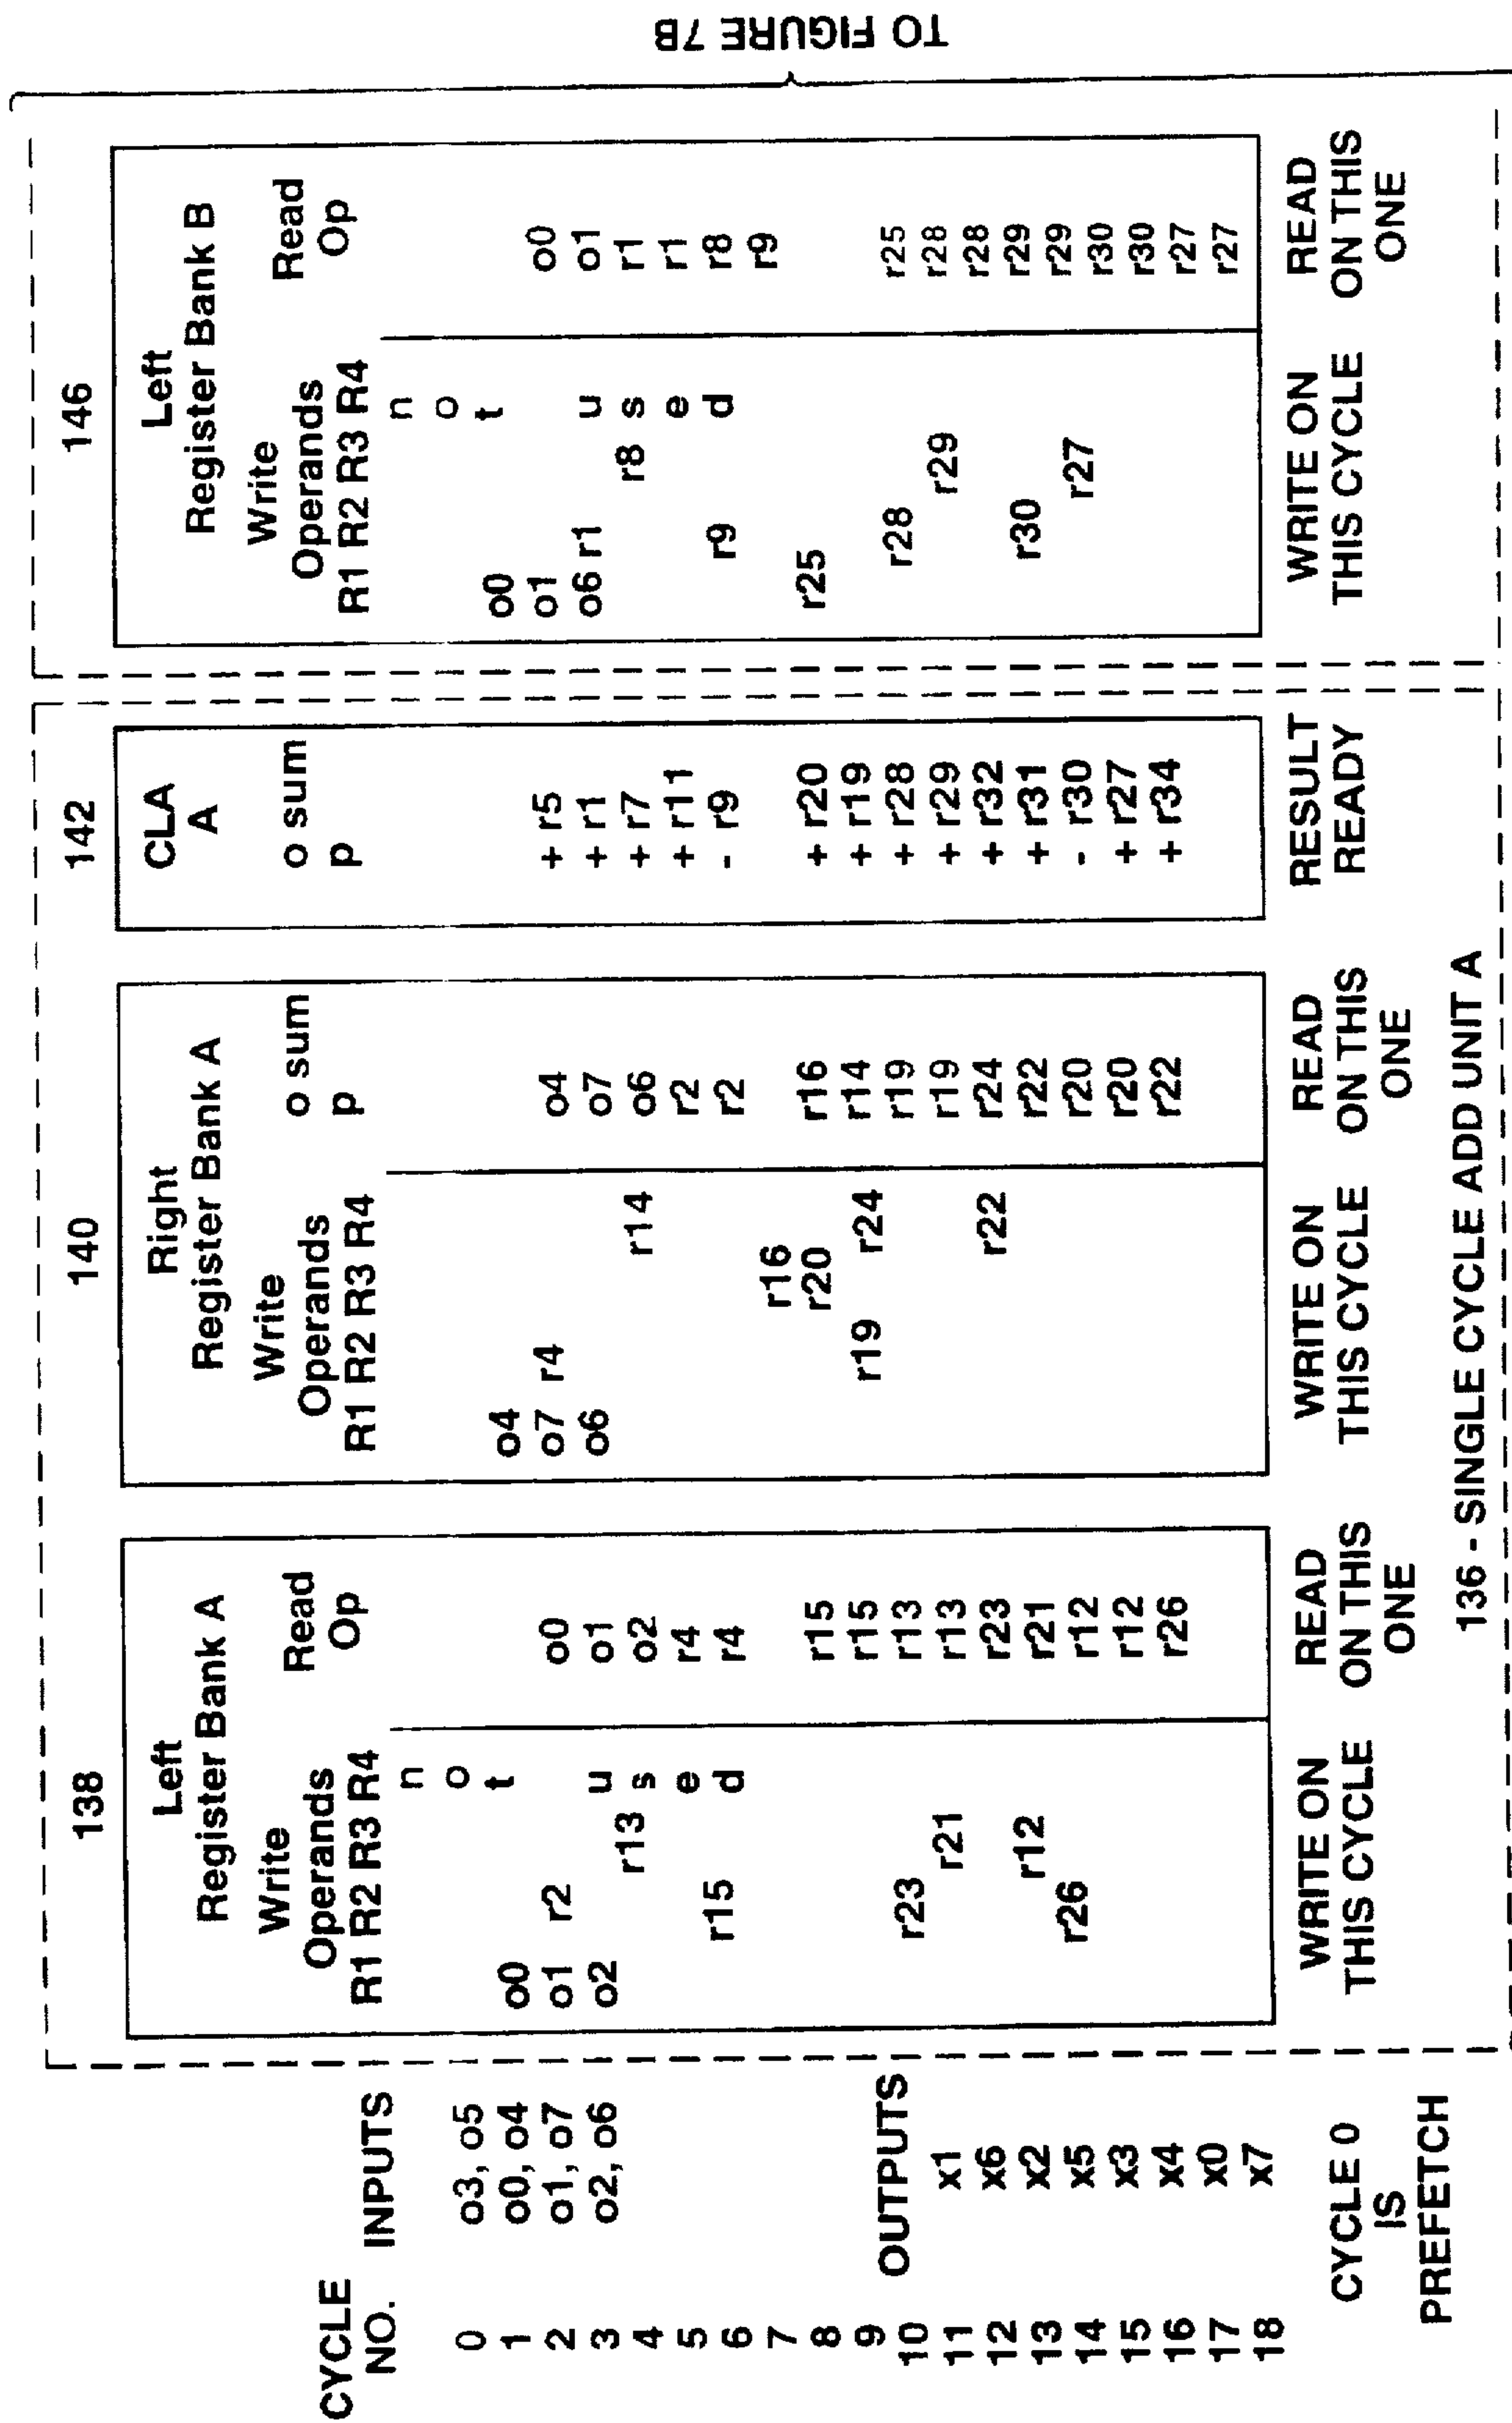 138 140 142 146
Left Right CLA Left
Register Bank A Register Bank A A Register Bank B
Write Read Write o sum Write Read
Operands Op Operands p o sum Operands Op
CYCLE R1 R2 R3 R4 R1 R2 R3 R4 p R1 R2 R3 R4
NO. INPUTS
n n
0 o3, o5 o o
1 o0, o4 o0 t o4 o0 t
2 o1, o7 o1 r2 o0 o7 r4 o4 + r5 o1 o0
3 o2, o6 o2 u o1 o6 o7 + r1 o6 r1 u o1
4 r13 s o2 r14 o6 + r7 r8 s r1
5 e r4 r2 + r11 e r1
6 r15 d r4 r2 - r9 r9 d r8
7 r16 r9
8 r15 r20 r16 + r20 r25
9 r15 r19 r24 r14 + r19
OUTPUTS
10 r23 r13 r19 + r28 r28 r25
11 x1 r21 r13 r19 + r29 r29 r28
12 x6 r23 r22 r24 + r32 r28
13 x2 r12 r21 r22 + r31 r30 r29
14 x5 r26 r12 r20 - r30 r27 r29
15 x3 r12 r20 + r27 r30
16 x4 r26 r22 + r34 r30
17 x0 r27
18 x7 r27
CYCLE 0 WRITE ON READ WRITE ON READ RESULT WRITE ON READ
IS THIS CYCLE ON THIS THIS CYCLE ON THIS READY THIS CYCLE ON THIS
PREFETCH ONE ONE ONE
136 - SINGLE CYCLE ADD UNIT A
TO FIGURE 7B